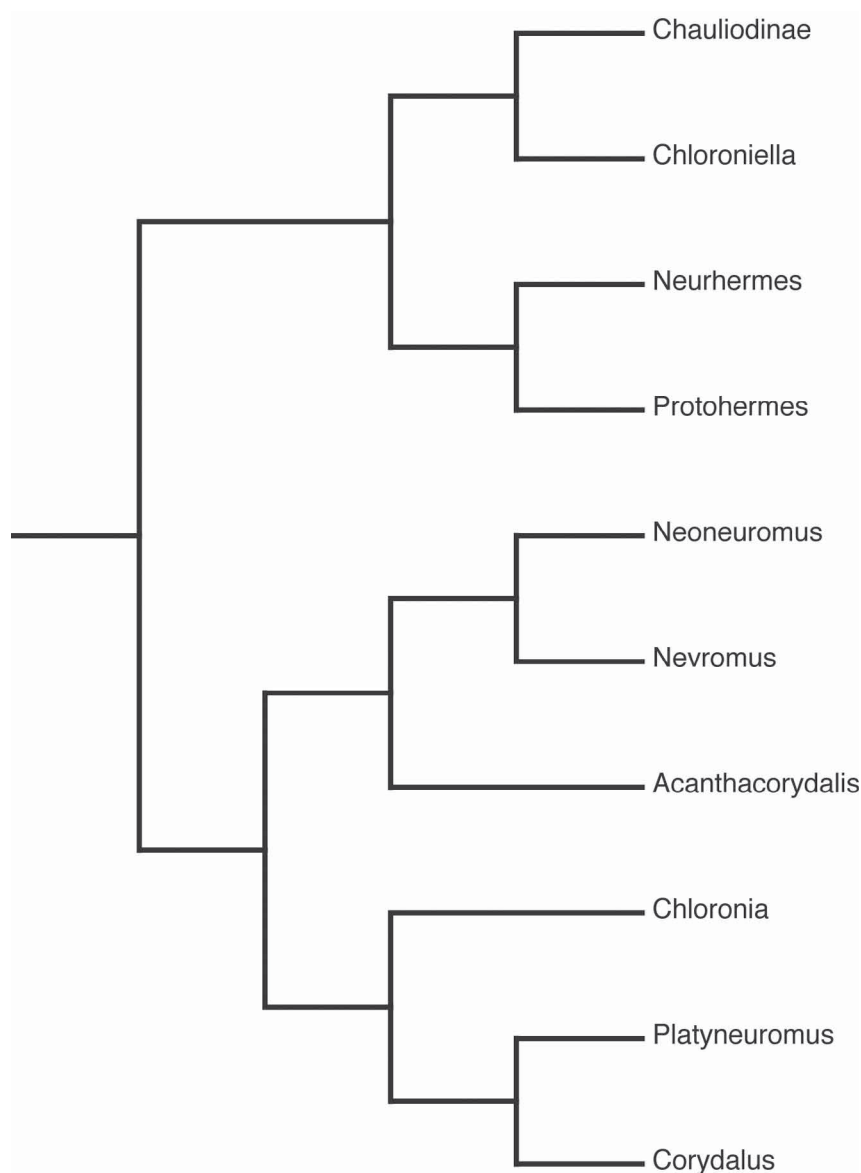 Chauliodinae
Chloroniella
Neurhermes
Protohermes
Neoneuromus
Nevromus
Acanthacorydalis
Chloronia
Platyneuromus
Corydalus